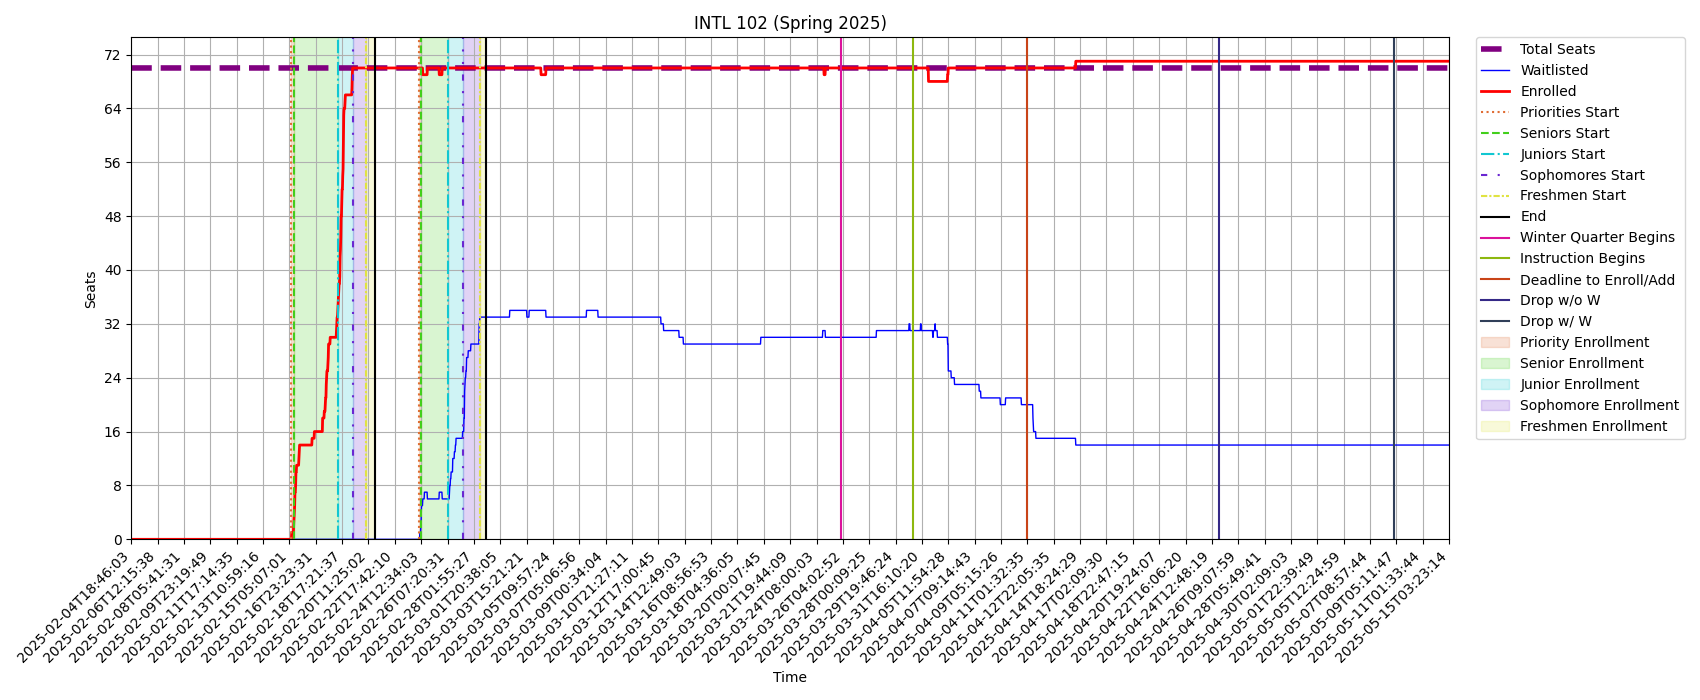 INTL 102 (Spring 2025)
Seats
72
64
56
48
40
32
24
16
8
0
2025-02-04T18:46:03
2025-02-06T12:15:38
2025-02-08T05:41:31
2025-02-09T23:19:49
2025-02-11T17:14:35
2025-02-13T10:59:16
2025-02-15T05:07:01
2025-02-16T23:23:31
2025-02-18T17:21:37
2025-02-20T11:25:02
2025-02-22T17:42:10
2025-02-24T12:34:03
2025-02-26T07:20:31
2025-02-28T01:55:27
2025-03-01T20:38:05
2025-03-03T15:21:21
2025-03-05T09:57:24
2025-03-07T05:06:56
2025-03-09T00:34:04
2025-03-10T21:27:11
2025-03-12T17:00:45
2025-03-14T12:49:03
2025-03-16T08:56:53
2025-03-18T04:36:05
2025-03-20T00:07:45
2025-03-21T19:44:09
2025-03-24T08:00:03
2025-03-26T04:02:52
2025-03-28T00:09:25
2025-03-29T19:46:24
2025-03-31T16:10:20
2025-04-05T11:54:28
2025-04-07T09:14:43
2025-04-09T05:15:26
2025-04-11T01:32:35
2025-04-12T22:05:35
2025-04-14T18:24:29
2025-04-17T02:09:30
2025-04-18T22:47:15
2025-04-20T19:24:07
2025-04-22T16:06:20
2025-04-24T12:48:19
2025-04-26T09:07:59
2025-04-28T05:49:41
2025-04-30T02:09:03
2025-05-01T22:39:49
2025-05-05T12:24:59
2025-05-07T08:57:44
2025-05-09T05:11:47
2025-05-11T01:33:44
2025-05-15T03:23:14
Time
Total Seats
Waitlisted
Enrolled
Priorities Start
Seniors Start
Juniors Start
Sophomores Start
Freshmen Start
End
Winter Quarter Begins
Instruction Begins
Deadline to Enroll/Add
Drop w/o W
Drop w/ W
Priority Enrollment
Senior Enrollment
Junior Enrollment
Sophomore Enrollment
Freshmen Enrollment